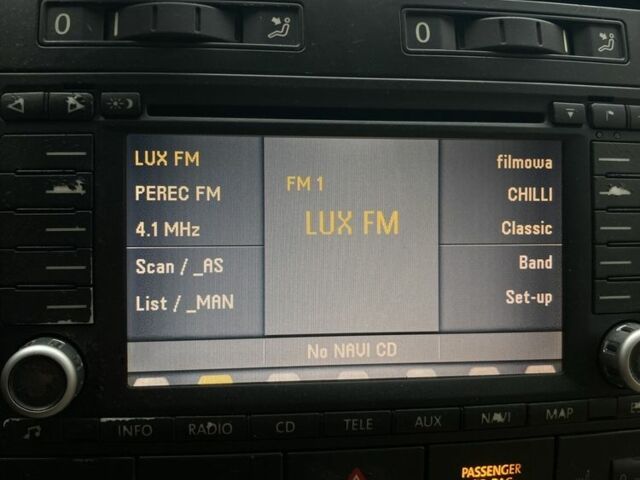 0
0
LUX FM
PEREC FM
4.1 MHz
Scan / _AS
List / _MAN
FM 1
LUX FM
filmowa
CHILLI
Classic
Band
Set-up
No NAVI CD
INFO
RADIO
CD
TELE
AUX
NAVI
MAP
PASSENGER